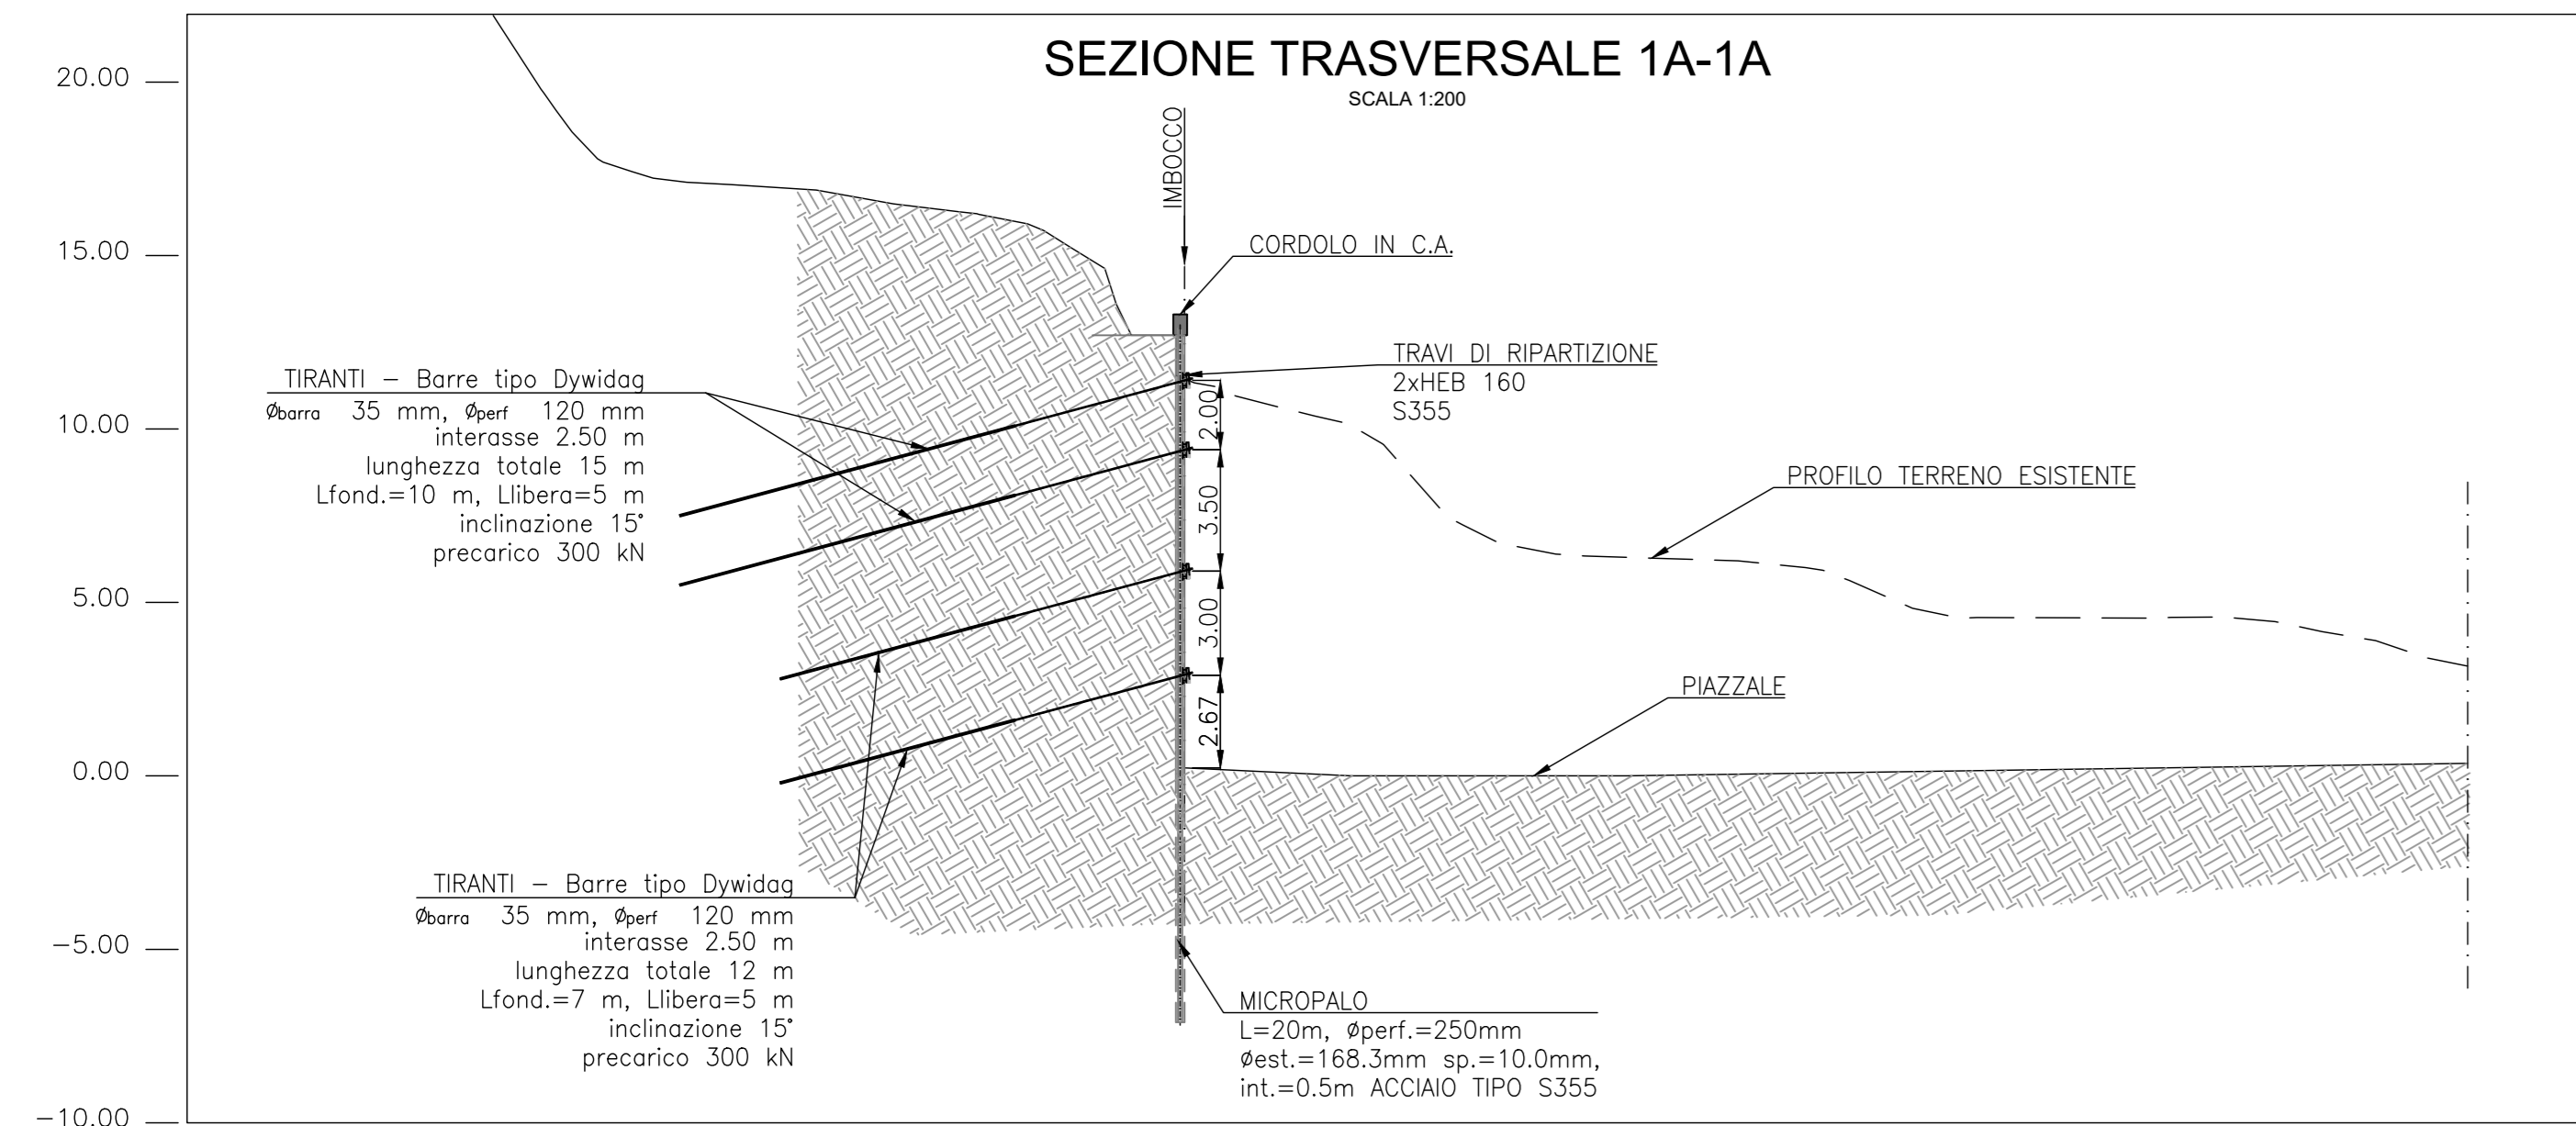 SEZIONE TRASVERSALE 1A-1A
SCALA 1:200
20.00
15.00
10.00
5.00
0.00
-5.00
-10.00
IMBOCCO
CORDOLO IN C.A.
TRAVI DI RIPARTIZIONE
2xHEB 160
S355
TIRANTI - Barre tipo Dywidag
Øbarra 35 mm, Øperf 120 mm
interasse 2.50 m
lunghezza totale 15 m
Lfond.=10 m, Llibera=5 m
inclinazione 15°
precarico 300 kN
2.00
3.50
3.00
2.67
PROFILO TERRENO ESISTENTE
PIAZZALE
TIRANTI - Barre tipo Dywidag
Øbarra 35 mm, Øperf 120 mm
interasse 2.50 m
lunghezza totale 12 m
Lfond.=7 m, Llibera=5 m
inclinazione 15°
precarico 300 kN
MICROPALO
L=20m, Øperf.=250mm
Øest.=168.3mm sp.=10.0mm,
int.=0.5m ACCIAIO TIPO S355